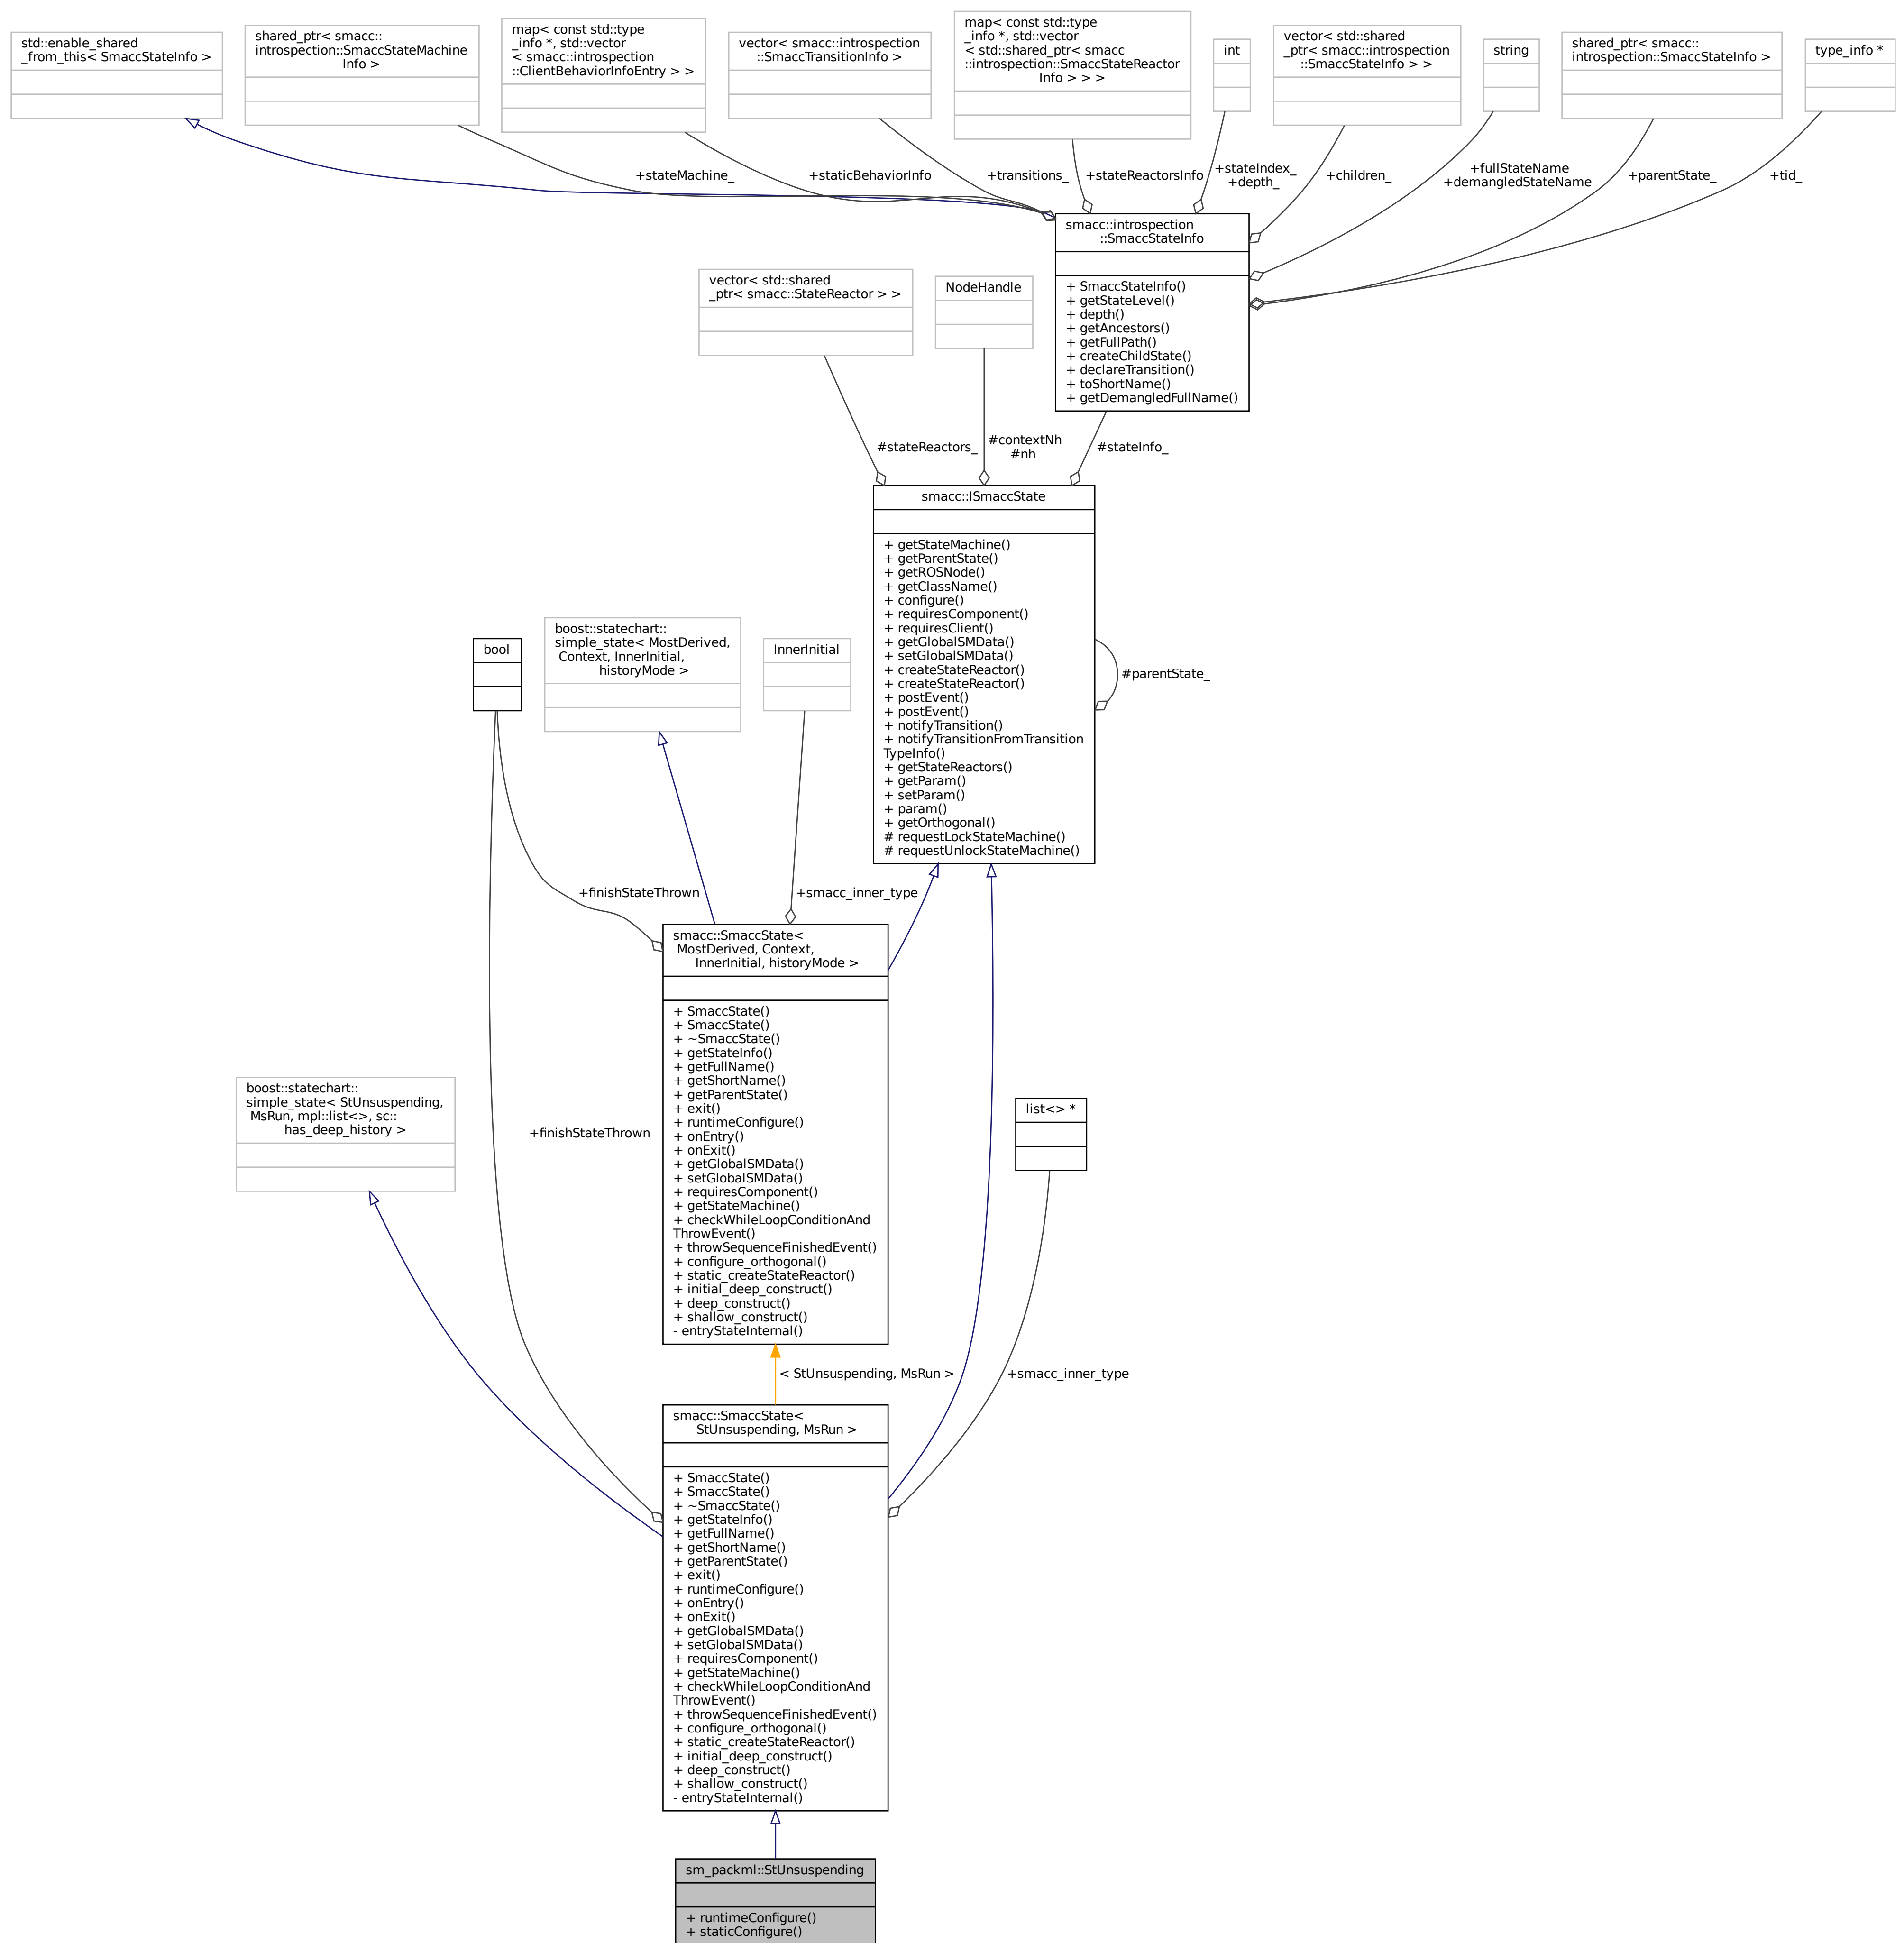 std::enable_shared
_from_this< SmaccStateInfo >
shared_ptr< smacc::
introspection::SmaccStateMachine
Info >
map< const std::type
_info *, std::vector
< smacc::introspection
::ClientBehaviorInfoEntry > >
vector< smacc::introspection
::SmaccTransitionInfo >
map< const std::type
_info *, std::vector
< std::shared_ptr< smacc
::introspection::SmaccStateReactor
Info > > >
int
vector< std::shared
_ptr< smacc::introspection
::SmaccStateInfo > >
string
shared_ptr< smacc::
introspection::SmaccStateInfo >
type_info *
+stateMachine_
+staticBehaviorInfo
+transitions_
+stateReactorsInfo
+stateIndex_
+depth_
+children_
+fullStateName
+demangledStateName
+parentState_
+tid_
smacc::introspection
::SmaccStateInfo
+ SmaccStateInfo()
+ getStateLevel()
+ depth()
+ getAncestors()
+ getFullPath()
+ createChildState()
+ declareTransition()
+ toShortName()
+ getDemangledFullName()
vector< std::shared
_ptr< smacc::StateReactor > >
NodeHandle
#stateReactors_
#contextNh
#nh
#stateInfo_
smacc::ISmaccState
+ getStateMachine()
+ getParentState()
+ getROSNode()
+ getClassName()
+ configure()
+ requiresComponent()
+ requiresClient()
+ getGlobalSMData()
+ setGlobalSMData()
+ createStateReactor()
+ createStateReactor()
+ postEvent()
+ postEvent()
+ notifyTransition()
+ notifyTransitionFromTransition
TypeInfo()
+ getStateReactors()
+ getParam()
+ setParam()
+ param()
+ getOrthogonal()
# requestLockStateMachine()
# requestUnlockStateMachine()
#parentState_
bool
boost::statechart::
simple_state< MostDerived,
Context, InnerInitial,
historyMode >
InnerInitial
+finishStateThrown
+smacc_inner_type
smacc::SmaccState<
MostDerived, Context,
InnerInitial, historyMode >
+ SmaccState()
+ SmaccState()
+ ~SmaccState()
+ getStateInfo()
+ getFullName()
+ getShortName()
+ getParentState()
+ exit()
+ runtimeConfigure()
+ onEntry()
+ onExit()
+ getGlobalSMData()
+ setGlobalSMData()
+ requiresComponent()
+ getStateMachine()
+ checkWhileLoopConditionAnd
ThrowEvent()
+ throwSequenceFinishedEvent()
+ configure_orthogonal()
+ static_createStateReactor()
+ initial_deep_construct()
+ deep_construct()
+ shallow_construct()
- entryStateInternal()
boost::statechart::
simple_state< StUnsuspending,
MsRun, mpl::list<>, sc::
has_deep_history >
+finishStateThrown
list<> *
< StUnsuspending, MsRun >
+smacc_inner_type
smacc::SmaccState<
StUnsuspending, MsRun >
+ SmaccState()
+ SmaccState()
+ ~SmaccState()
+ getStateInfo()
+ getFullName()
+ getShortName()
+ getParentState()
+ exit()
+ runtimeConfigure()
+ onEntry()
+ onExit()
+ getGlobalSMData()
+ setGlobalSMData()
+ requiresComponent()
+ getStateMachine()
+ checkWhileLoopConditionAnd
ThrowEvent()
+ throwSequenceFinishedEvent()
+ configure_orthogonal()
+ static_createStateReactor()
+ initial_deep_construct()
+ deep_construct()
+ shallow_construct()
- entryStateInternal()
sm_packml::StUnsuspending
+ runtimeConfigure()
+ staticConfigure()